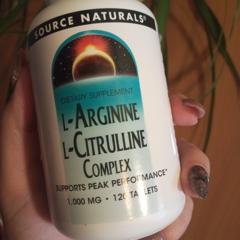 SOURCE NATURALS
DIETARY SUPPLEMENT
L-ARGININE
L-CITRULLINE
COMPLEX
SUPPORTS PEAK PERFORMANCE*
1,000 MG • 120 TABLETS